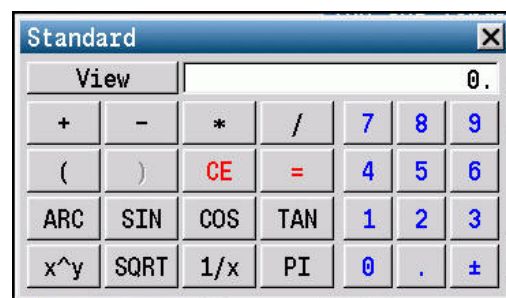 Standard
View 0.
+ - * / 7 8 9
( ) CE = 4 5 6
ARC SIN COS TAN 1 2 3
x^y SQRT 1/x PI 0 . ±